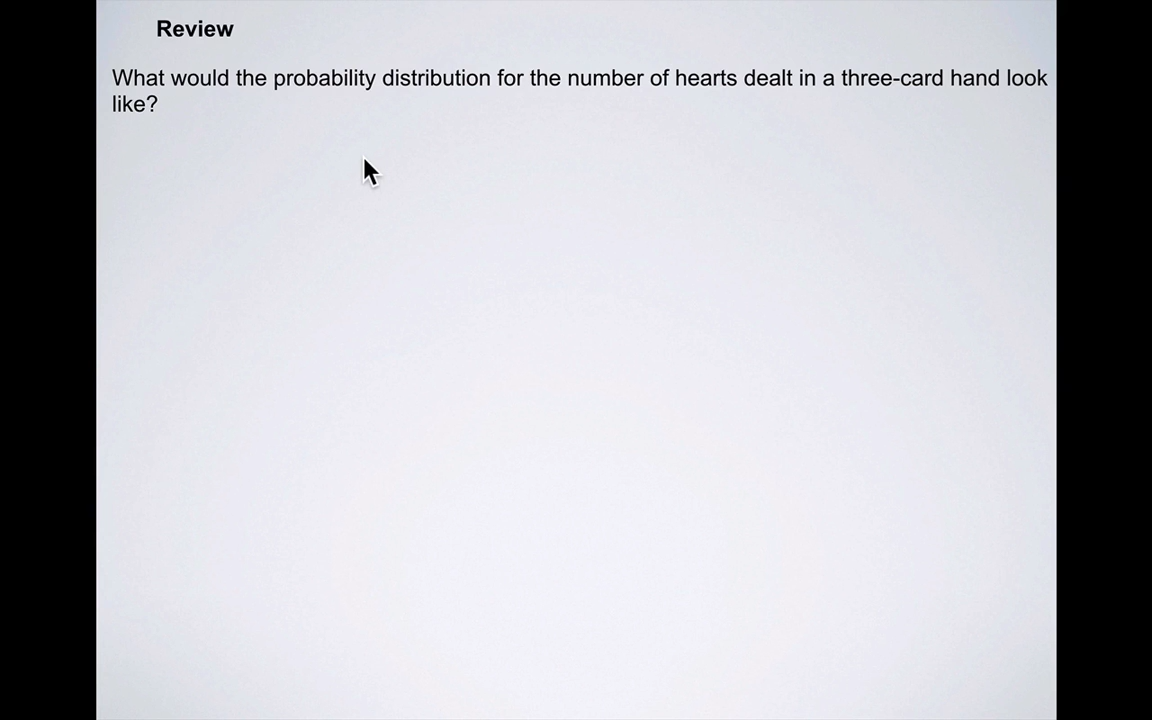 Review
What would the probability distribution for the number of hearts dealt in a three-card hand look
like?